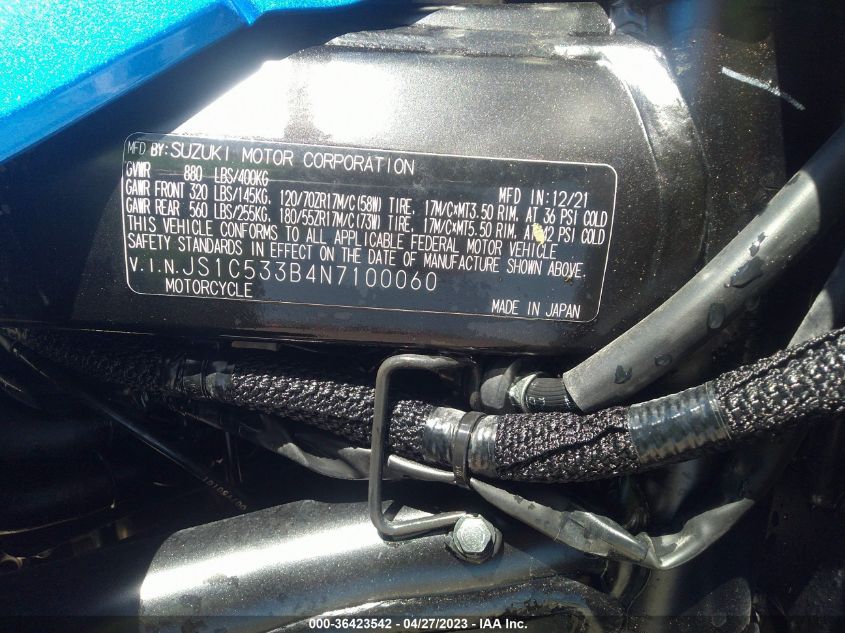 MFD BY: SUZUKI MOTOR CORPORATION
GVWR 880 LBS/400KG MFD IN: 12/21
GAWR FRONT 320 LBS/145KG, 120/70ZR17M/C(58W) TIRE, 17M/C×MT3.50 RIM. AT 36 PSI COLD
GAWR REAR 560 LBS/255KG, 180/55ZR17M/C(73W) TIRE, 17M/C×MT5.50 RIM. AT 42 PSI COLD
THIS VEHICLE CONFORMS TO ALL APPLICABLE FEDERAL MOTOR VEHICLE
SAFETY STANDARDS IN EFFECT ON THE DATE OF MANUFACTURE SHOWN ABOVE.
V.I.N. JS1C533B4N7100060
MOTORCYCLE MADE IN JAPAN
000-36423542 - 04/27/2023 - IAA Inc.